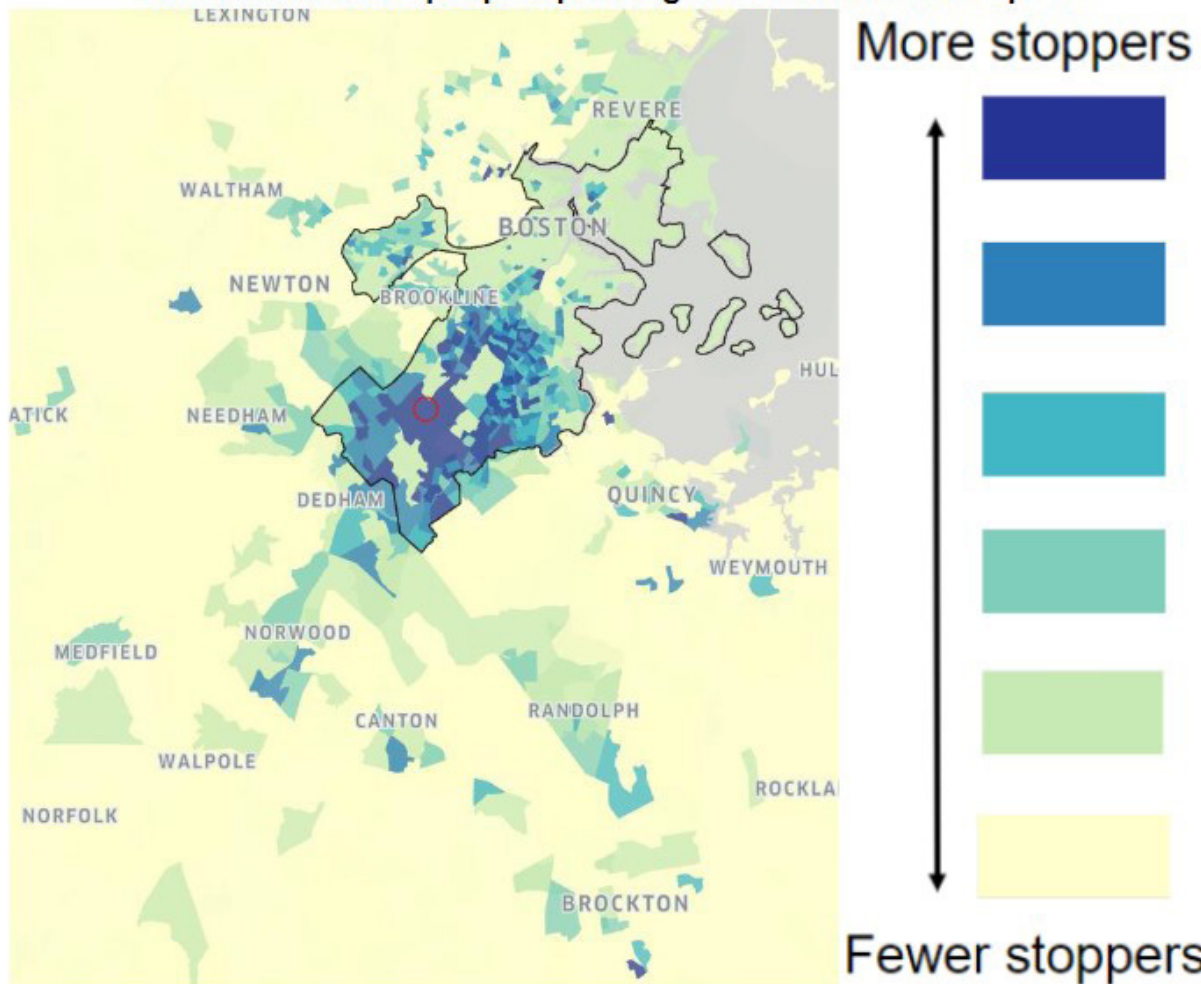 LEXINGTON
More stoppers
REVERE
WALTHAM
BOSTON
NEWTON
BROOKLINE
HUL
ATICK
NEEDHAM
DEDHAM
QUINCY
WEYMOUTH
NORWOOD
MEDFIELD
CANTON
RANDOLPH
WALPOLE
ROCKLA
NORFOLK
BROCKTON
Fewer stoppers